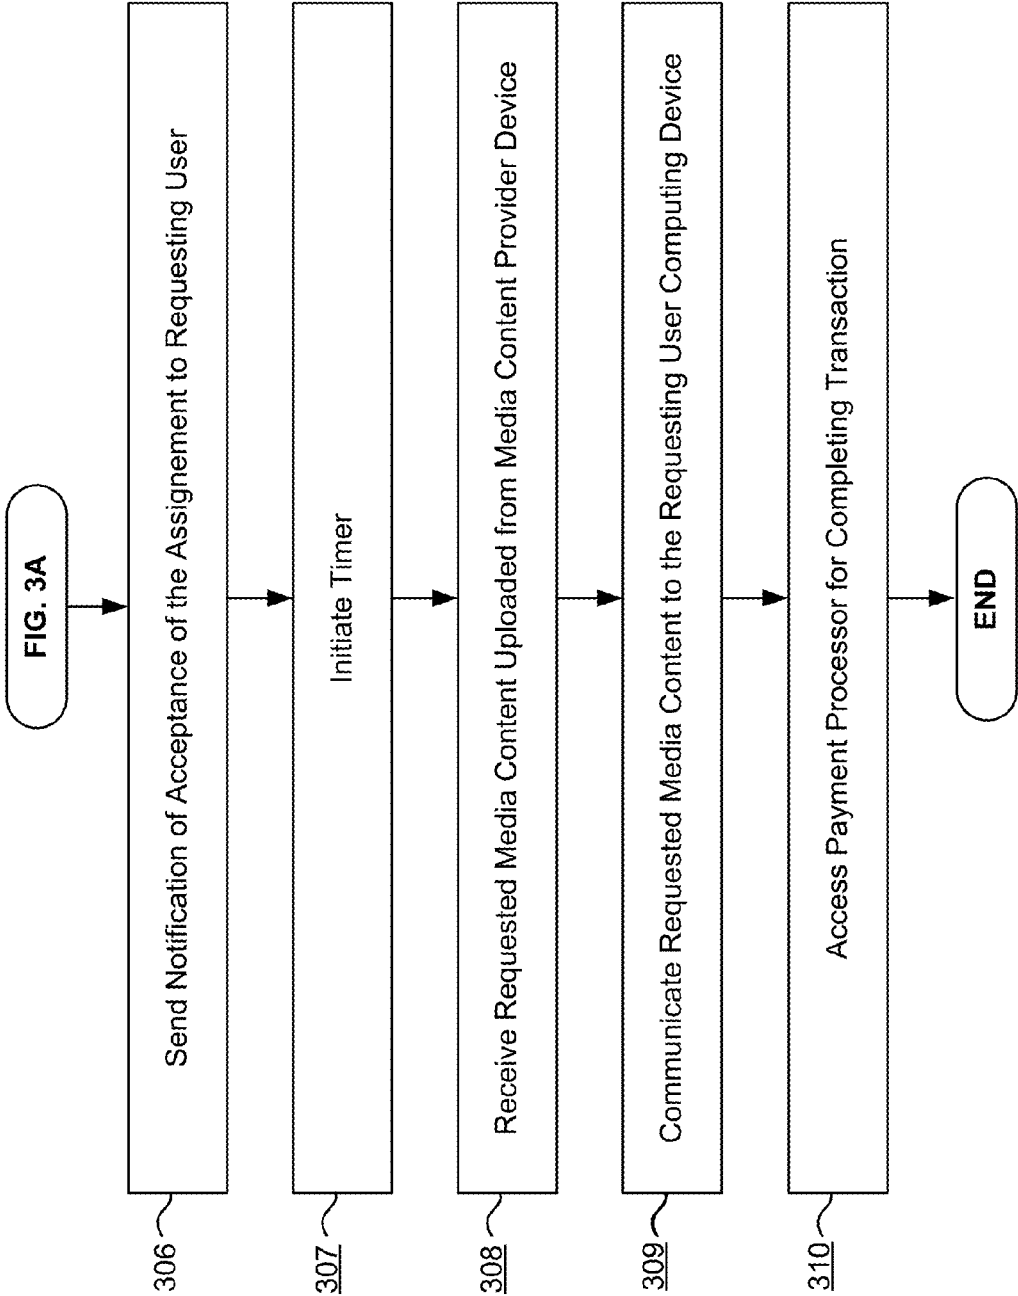 FIG. 3A
306
Send Notification of Acceptance of the Assignement to Requesting User
307
Initiate Timer
308
Receive Requested Media Content Uploaded from Media Content Provider Device
309
Communicate Requested Media Content to the Requesting User Computing Device
310
Access Payment Processor for Completing Transaction
END